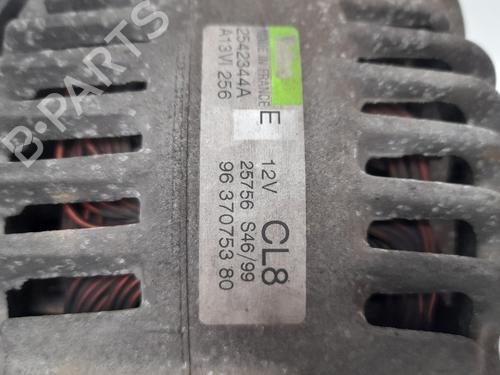 MADE IN FRANCE
2542344A
A13VI 256
E
12V
CL8
25756 S46/99
96 370753 80
B-PARTS